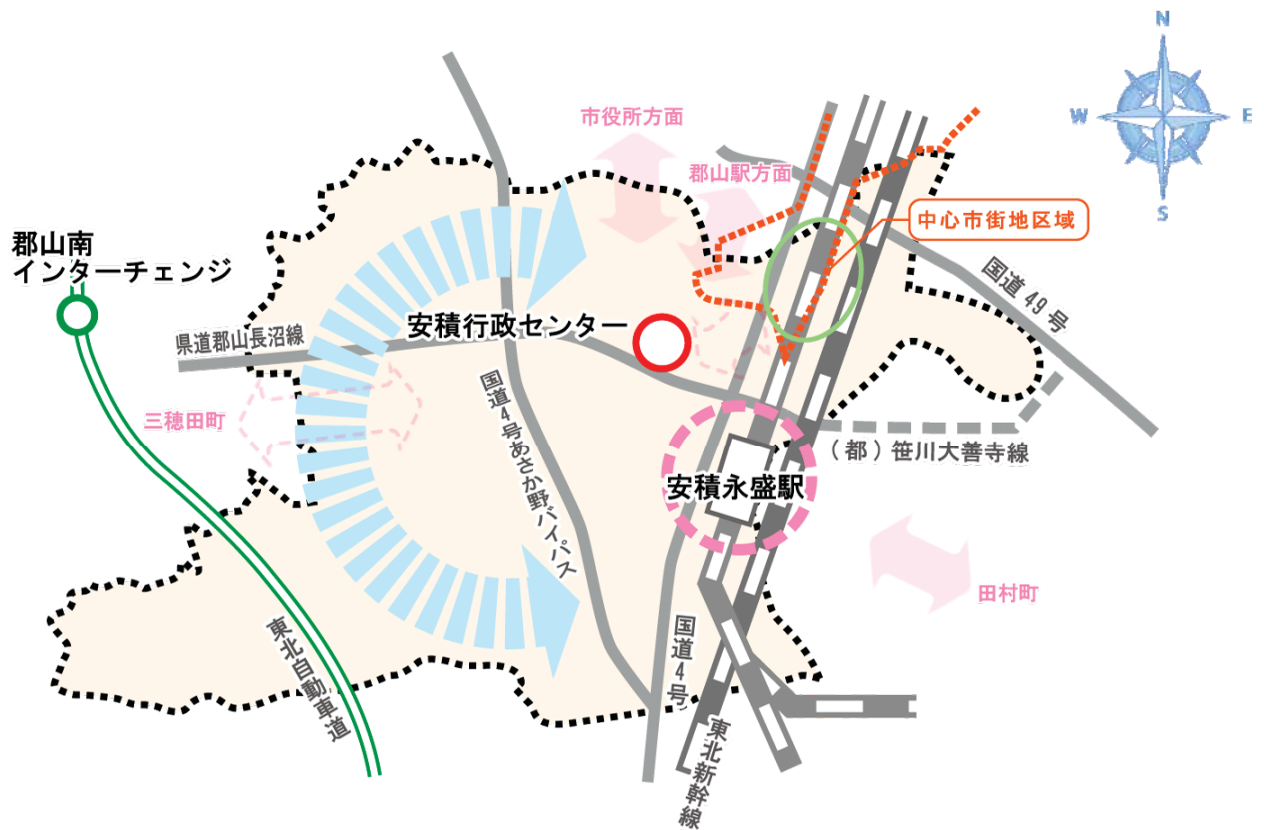 N
W
E
S
市役所方面
郡山駅方面
中心市街地区域
郡山南
インターチェンジ
国道49号
安積行政センター
県道郡山長沼線
三穂田町
国道4号あさか野バイパス
(都)笹川大善寺線
安積永盛駅
田村町
東北自動車道
国道4号
東北新幹線